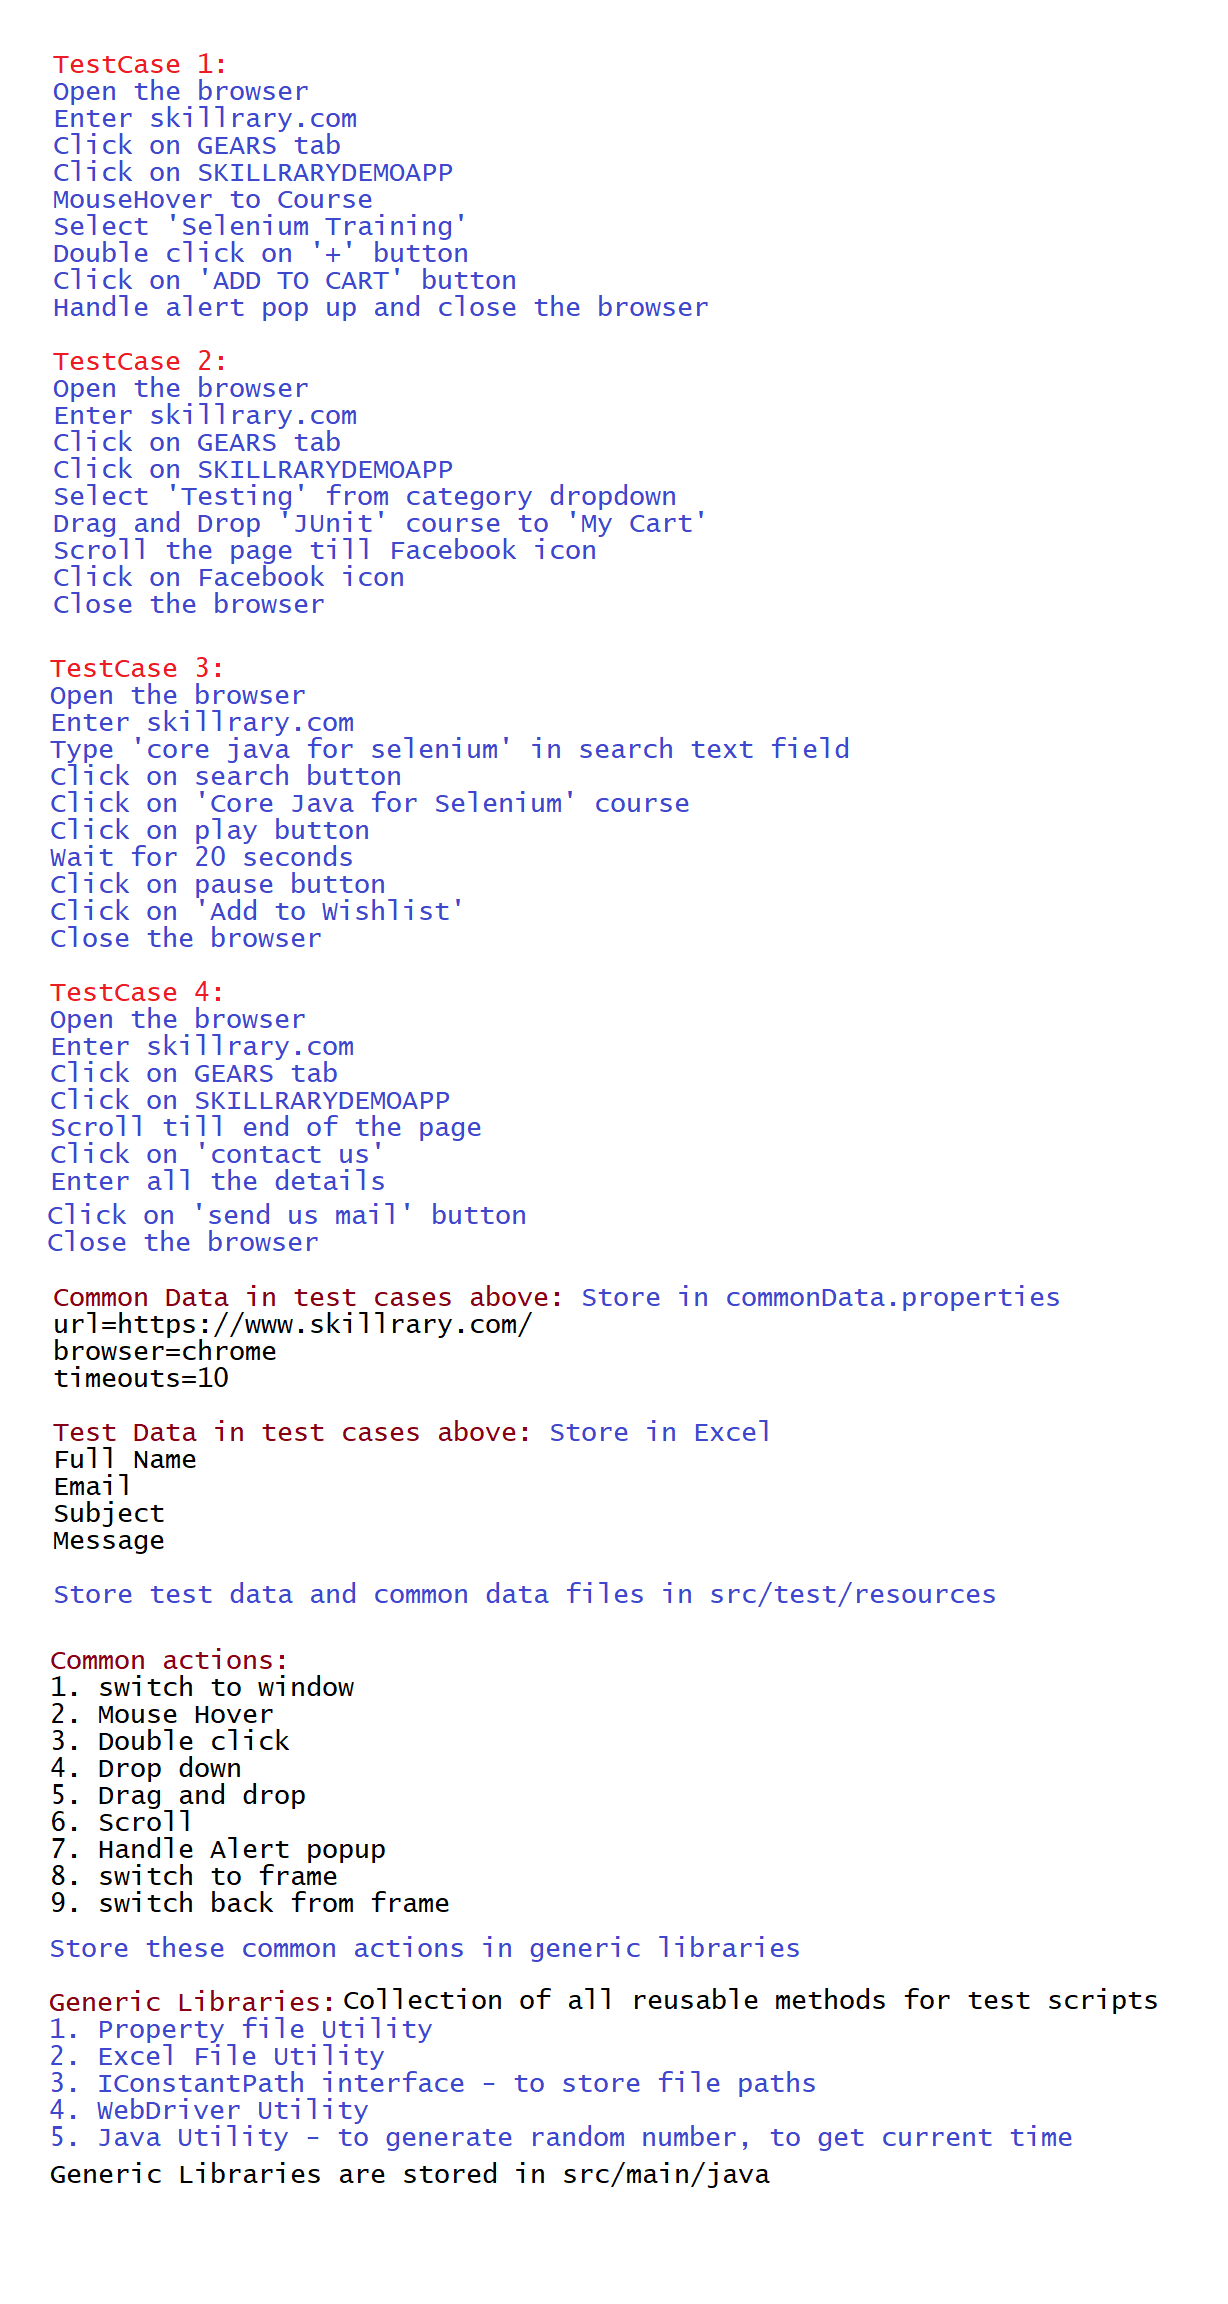 TestCase 1:
Open the browser
Enter skillrary.com
Click on GEARS tab
Click on SKILLRARYDEMOAPP
MouseHover to Course
Select 'Selenium Training'
Double click on '+' button
Click on 'ADD TO CART' button
Handle alert pop up and close the browser
TestCase 2:
Open the browser
Enter skillrary.com
Click on GEARS tab
Click on SKILLRARYDEMOAPP
Select 'Testing' from category dropdown
Drag and Drop 'JUnit' course to 'My Cart'
Scroll the page till Facebook icon
Click on Facebook icon
Close the browser
TestCase 3:
Open the browser
Enter skillrary.com
Type 'core java for selenium' in search text field
Click on search button
Click on 'Core Java for Selenium' course
Click on play button
Wait for 20 seconds
Click on pause button
Click on 'Add to Wishlist'
Close the browser
TestCase 4:
Open the browser
Enter skillrary.com
Click on GEARS tab
Click on SKILLRARYDEMOAPP
Scroll till end of the page
Click on 'contact us'
Enter all the details
Click on 'send us mail' button
Close the browser
Common Data in test cases above: Store in commonData.properties
url=https://www.skillrary.com/
browser=chrome
timeouts=10
Test Data in test cases above: Store in Excel
Full Name
Email
Subject
Message
Store test data and common data files in src/test/resources
Common actions:
1. switch to window
2. Mouse Hover
3. Double click
4. Drop down
5. Drag and drop
6. Scroll
7. Handle Alert popup
8. switch to frame
9. switch back from frame
Store these common actions in generic libraries
Generic Libraries: Collection of all reusable methods for test scripts
1. Property file Utility
2. Excel File Utility
3. IConstantPath interface - to store file paths
4. WebDriver Utility
5. Java Utility - to generate random number, to get current time
Generic Libraries are stored in src/main/java